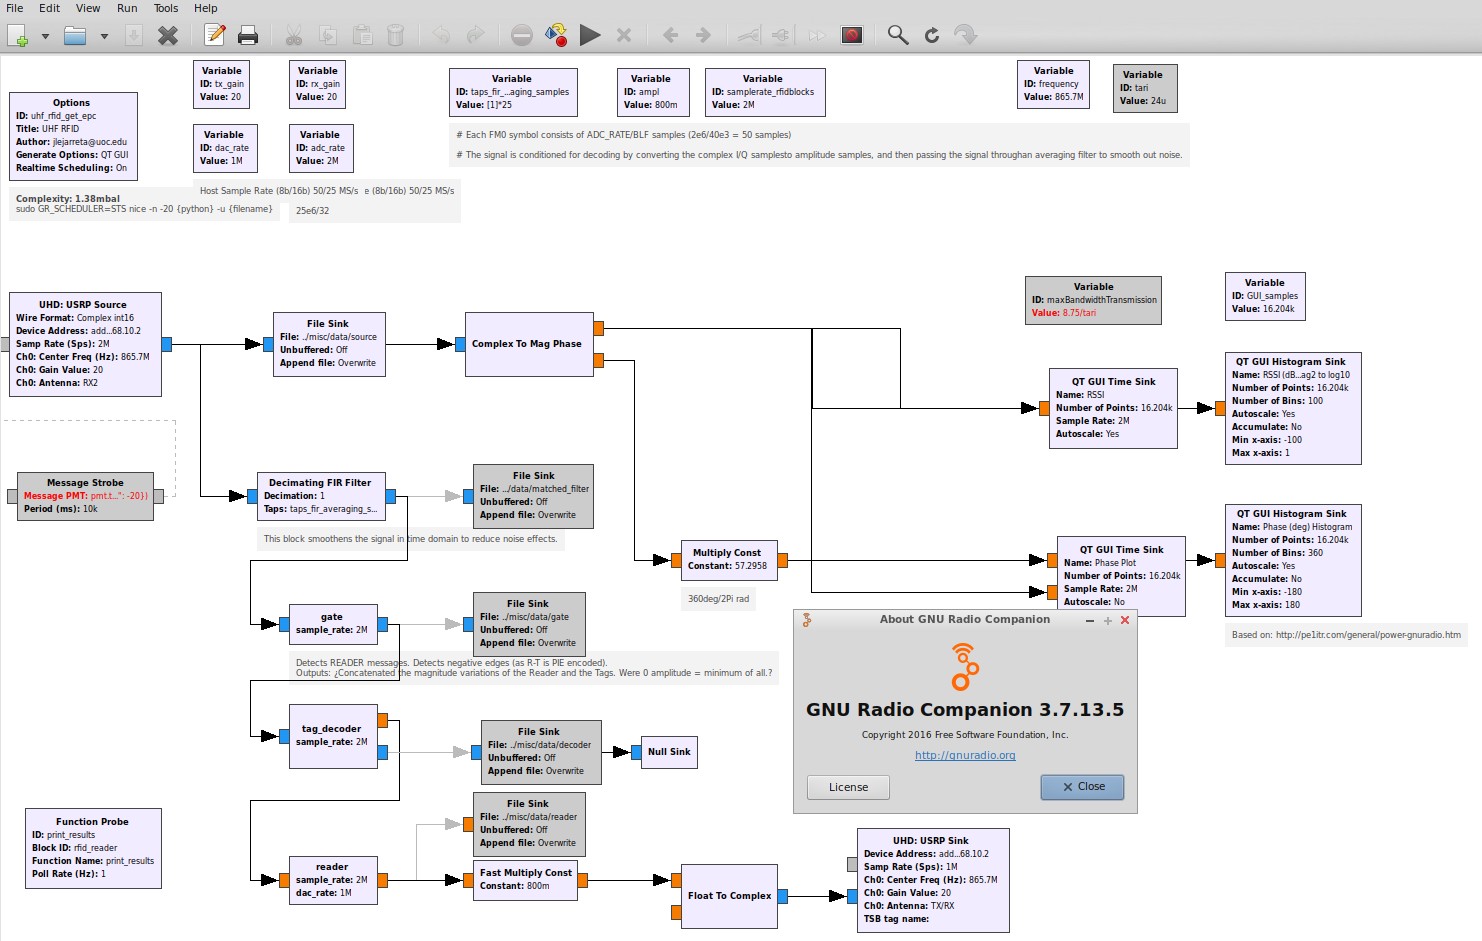 File Edit View Run Tools Help
Options
ID: uhf_rfid_get_epc
Title: UHF RFID
Author: jlejarreta@uoc.edu
Generate Options: QT GUI
Realtime Scheduling: On
Variable
ID: tx_gain
Value: 20
Variable
ID: rx_gain
Value: 20
Variable
ID: dac_rate
Value: 1M
Variable
ID: adc_rate
Value: 2M
Complexity: 1.38mbal
sudo GR_SCHEDULER=STS nice -n -20 {python} -u {filename}
Host Sample Rate (8b/16b) 50/25 MS/s
e (8b/16b) 50/25 MS/s
25e6/32
Variable
ID: taps_fir_...aging_samples
Value: [1]*25
Variable
ID: ampl
Value: 800m
Variable
ID: samplerate_rfidblocks
Value: 2M
# Each FM0 symbol consists of ADC_RATE/BLF samples (2e6/40e3 = 50 samples)
# The signal is conditioned for decoding by converting the complex I/Q samplesto amplitude samples, and then passing the signal throughan averaging filter to smooth out noise.
Variable
ID: frequency
Value: 865.7M
Variable
ID: tari
Value: 24u
Variable
ID: maxBandwidthTransmission
Value: 8.75/tari
Variable
ID: GUI_samples
Value: 16.204k
UHD: USRP Source
Wire Format: Complex int16
Device Address: add...68.10.2
Samp Rate (Sps): 2M
Ch0: Center Freq (Hz): 865.7M
Ch0: Gain Value: 20
Ch0: Antenna: RX2
File Sink
File: ./misc/data/source
Unbuffered: Off
Append file: Overwrite
Complex To Mag Phase
QT GUI Time Sink
Name: RSSI
Number of Points: 16.204k
Sample Rate: 2M
Autoscale: Yes
QT GUI Histogram Sink
Name: RSSI (dB...ag2 to log10
Number of Points: 16.204k
Number of Bins: 100
Autoscale: Yes
Accumulate: No
Min x-axis: -100
Max x-axis: 1
Message Strobe
Message PMT: pmt.t...": -20})
Period (ms): 10k
Decimating FIR Filter
Decimation: 1
Taps: taps_fir_averaging_s...
File Sink
File: ../data/matched_filter
Unbuffered: Off
Append file: Overwrite
This block smoothens the signal in time domain to reduce noise effects.
Multiply Const
Constant: 57.2958
360deg/2Pi rad
QT GUI Time Sink
Name: Phase Plot
Number of Points: 16.204k
Sample Rate: 2M
Autoscale: No
QT GUI Histogram Sink
Name: Phase (deg) Histogram
Number of Points: 16.204k
Number of Bins: 360
Autoscale: Yes
Accumulate: No
Min x-axis: -180
Max x-axis: 180
Based on: http://pe1itr.com/general/power-gnuradio.htm
gate
sample_rate: 2M
File Sink
File: ./misc/data/gate
Unbuffered: Off
Append file: Overwrite
Detects READER messages. Detects negative edges (as R-T is PIE encoded).
Outputs: ¿Concatenated the magnitude variations of the Reader and the Tags. Were 0 amplitude = minimum of all.?
About GNU Radio Companion
GNU Radio Companion 3.7.13.5
Copyright 2016 Free Software Foundation, Inc.
http://gnuradio.org
License
Close
tag_decoder
sample_rate: 2M
File Sink
File: ./misc/data/decoder
Unbuffered: Off
Append file: Overwrite
Null Sink
Function Probe
ID: print_results
Block ID: rfid_reader
Function Name: print_results
Poll Rate (Hz): 1
File Sink
File: ./misc/data/reader
Unbuffered: Off
Append file: Overwrite
reader
sample_rate: 2M
dac_rate: 1M
Fast Multiply Const
Constant: 800m
Float To Complex
UHD: USRP Sink
Device Address: add...68.10.2
Samp Rate (Sps): 1M
Ch0: Center Freq (Hz): 865.7M
Ch0: Gain Value: 20
Ch0: Antenna: TX/RX
TSB tag name: